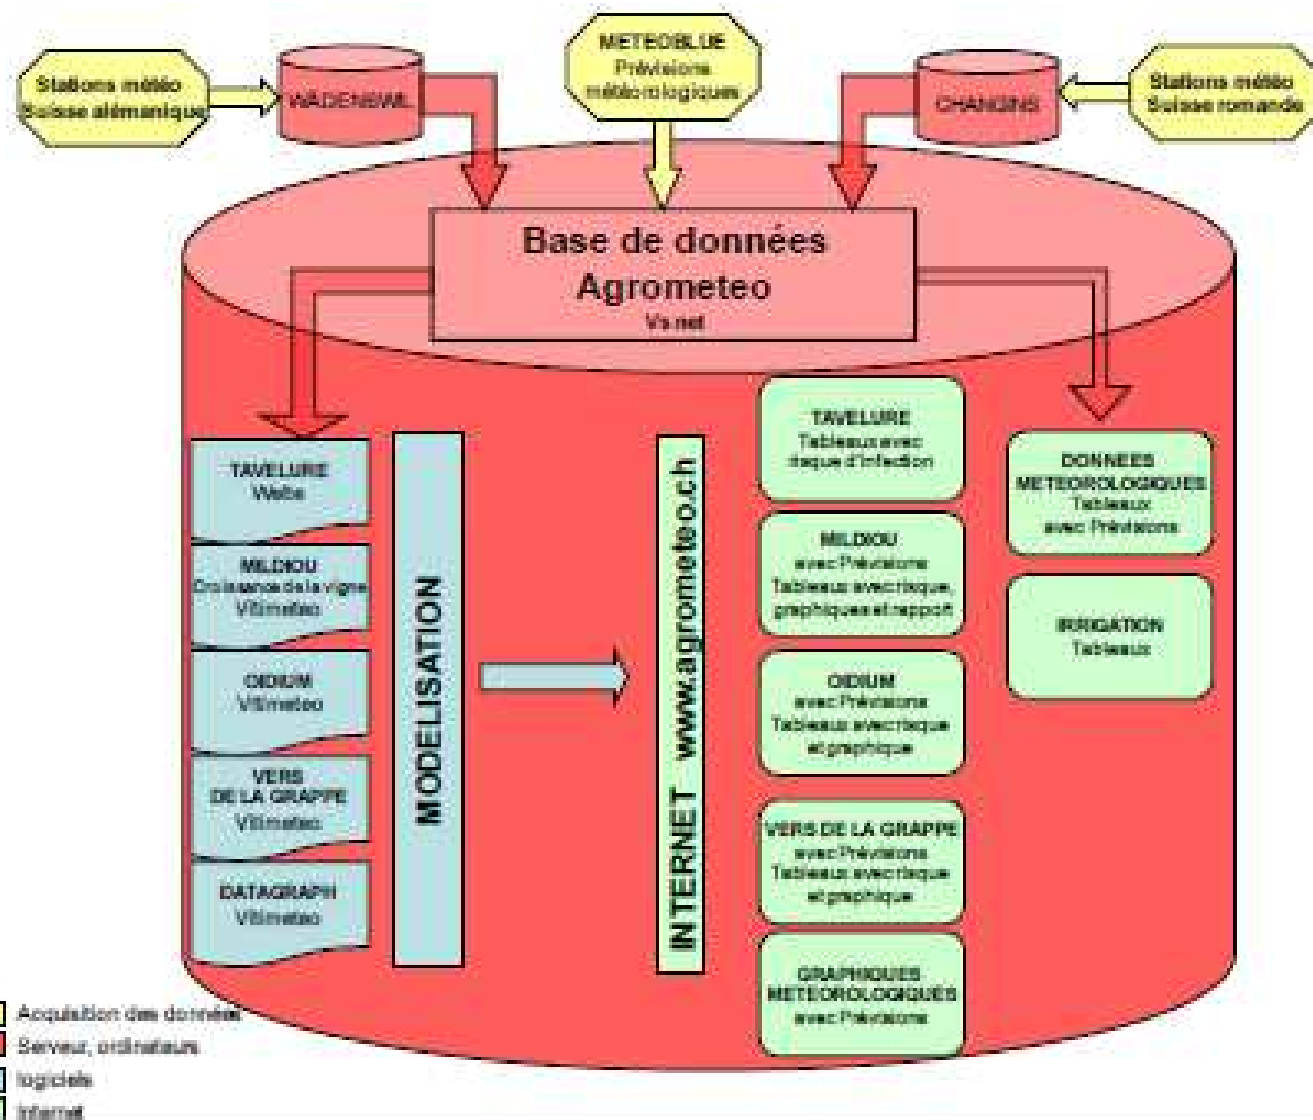 Stations météo
Suisse alémanique
WÄDENSWIL
METEOBLUE
Prévisions
météorologiques
CHANGINS
Stations météo
Suisse romande
Base de données
Agrometeo
Vs.net
TAVELURE
Welte
MILDIOU
Croissance de la vigne
Vitimeteo
OIDIUM
Vitimeteo
VERS
DE LA GRAPPE
Vitimeteo
DATAGRAPH
Vitimeteo
MODELISATION
INTERNET www.agrometeo.ch
TAVELURE
Tableaux avec
risque d'infection
MILDIOU
avec Prévisions
Tableaux avec risque,
graphiques et rapport
OIDIUM
avec Prévisions
Tableaux avec risque
et graphique
VERS DE LA GRAPPE
avec Prévisions
Tableaux avec risque
et graphique
GRAPHIQUES
METEOROLOGIQUES
avec Prévisions
DONNEES
METEOROLOGIQUES
Tableaux
avec Prévisions
IRRIGATION
Tableaux
Acquisition des données
Serveur, ordinateurs
logiciels
Internet